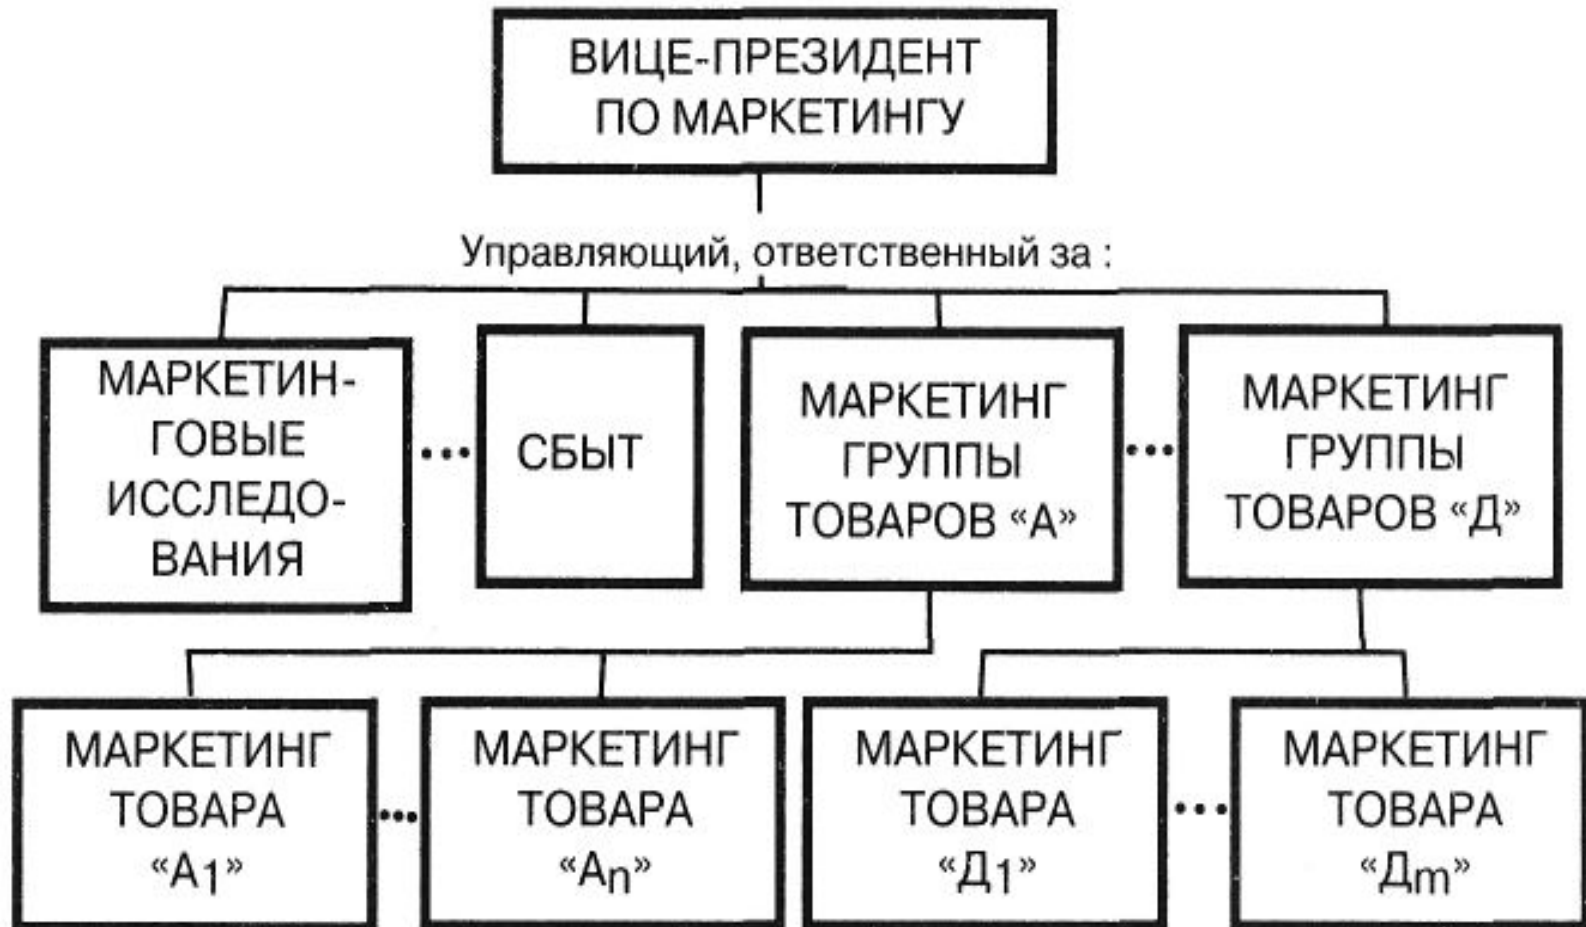 ВИЦЕ-ПРЕЗИДЕНТ
ПО МАРКЕТИНГУ
Управляющий, ответственный за :
МАРКЕТИН-
ГОВЫЕ
ИССЛЕДО-
ВАНИЯ
СБЫТ
МАРКЕТИНГ
ГРУППЫ
ТОВАРОВ «А»
МАРКЕТИНГ
ГРУППЫ
ТОВАРОВ «Д»
МАРКЕТИНГ
ТОВАРА
«А1»
МАРКЕТИНГ
ТОВАРА
«Аn»
МАРКЕТИНГ
ТОВАРА
«Д1»
МАРКЕТИНГ
ТОВАРА
«Дm»